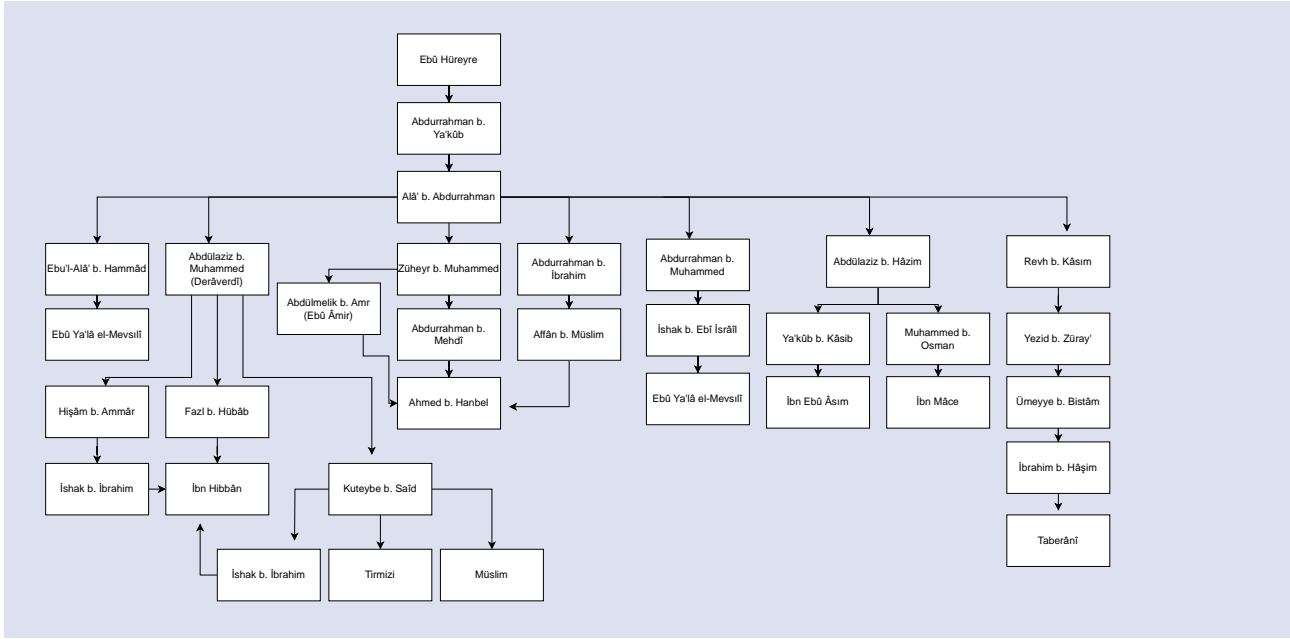 Ebû Hüreyre
Abdurrahman b.
Ya'kûb
Alâ' b. Abdurrahman
Ebu'l-Alâ' b. Hammâd
Abdülaziz b.
Muhammed
(Derâverdî)
Züheyr b. Muhammed
Abdurrahman b.
İbrahim
Abdurrahman b.
Muhammed
Abdülaziz b. Hâzim
Revh b. Kâsım
Abdülmelik b. Amr
(Ebû Âmir)
Ebû Ya'lâ el-Mevsılî
Abdurrahman b.
Mehdî
Affân b. Müslim
İshak b. Ebî İsrâîl
Ya'kûb b. Kâsib
Muhammed b.
Osman
Yezid b. Züray'
Hişâm b. Ammâr
Fazl b. Hübâb
Ahmed b. Hanbel
Ebû Ya'lâ el-Mevsılî
İbn Ebû Âsım
İbn Mâce
Ümeyye b. Bistâm
İshak b. İbrahim
İbn Hibbân
Kuteybe b. Saîd
İbrahim b. Hâşim
Taberânî
İshak b. İbrahim
Tirmizi
Müslim